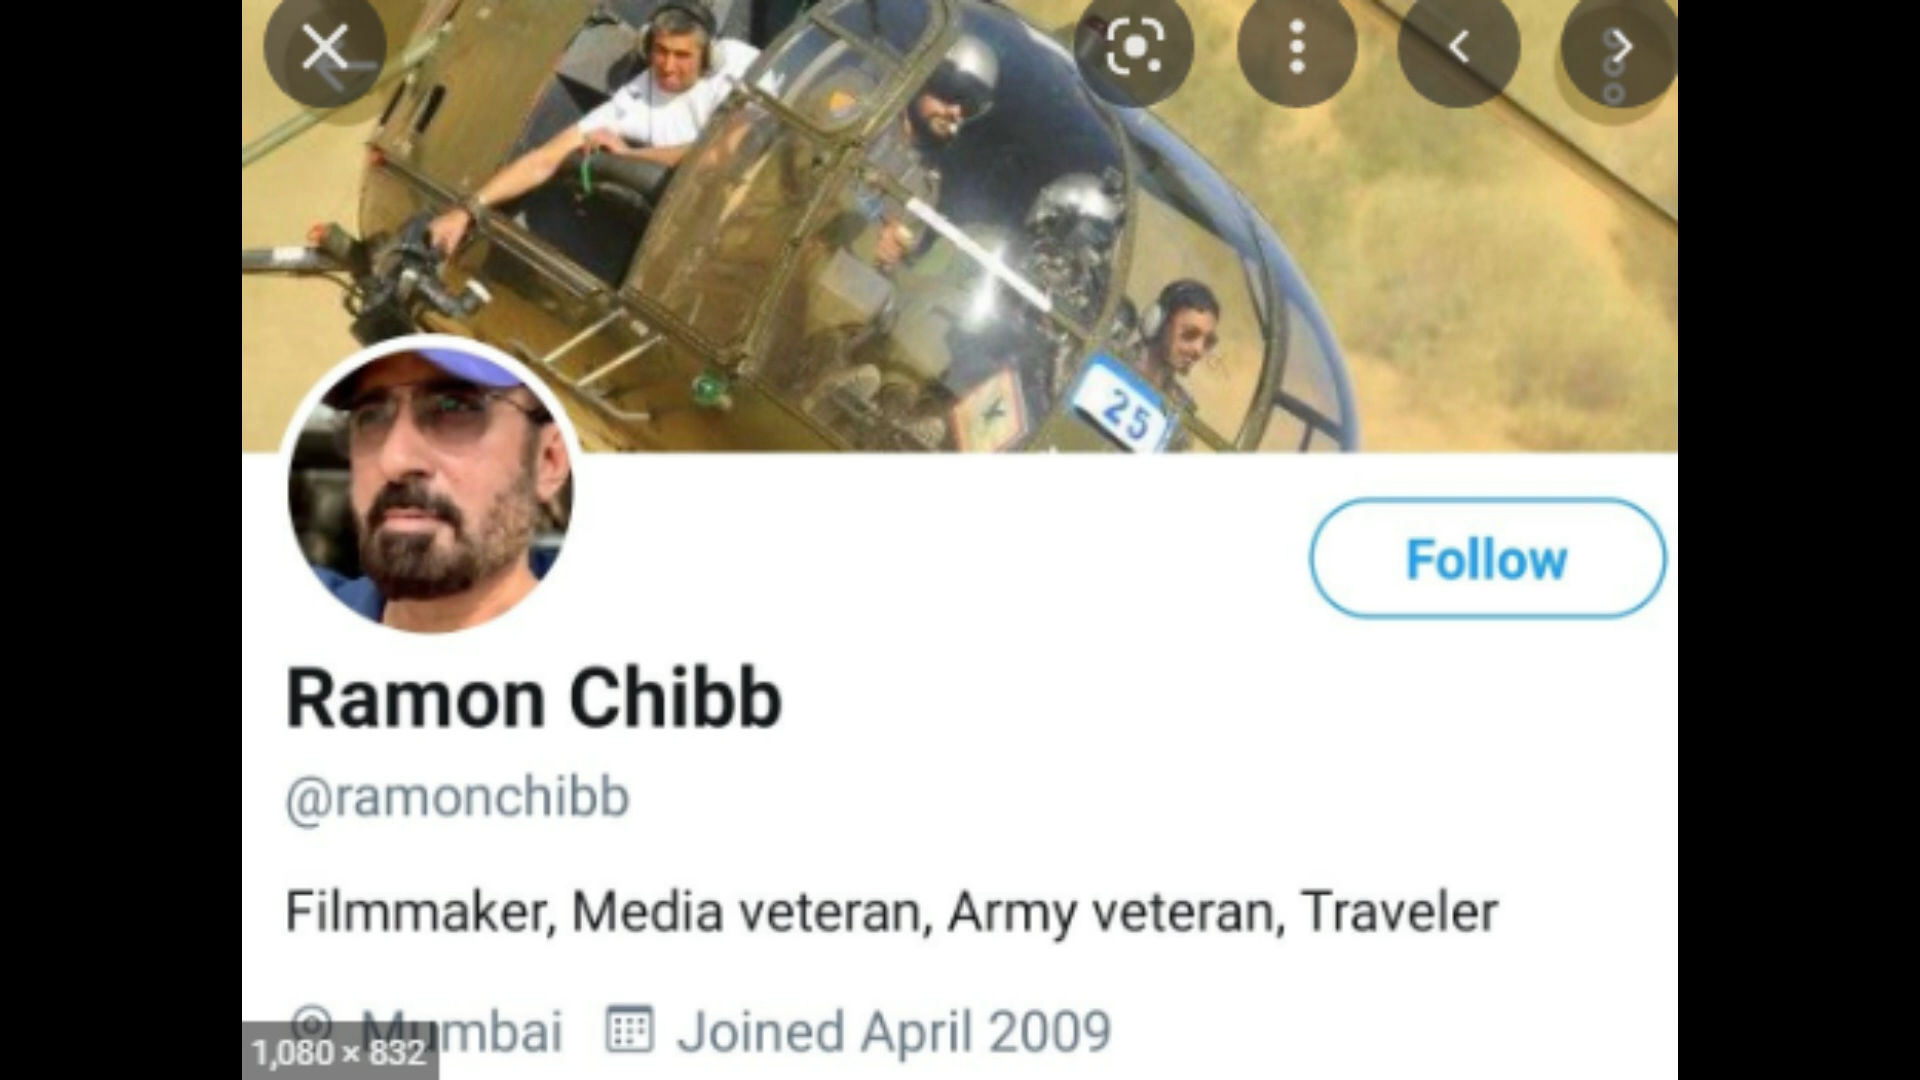 25
Follow
Ramon Chibb
@ramonchibb
Filmmaker, Media veteran, Army veteran, Traveler
Mumbai Joined April 2009
1,080 × 832